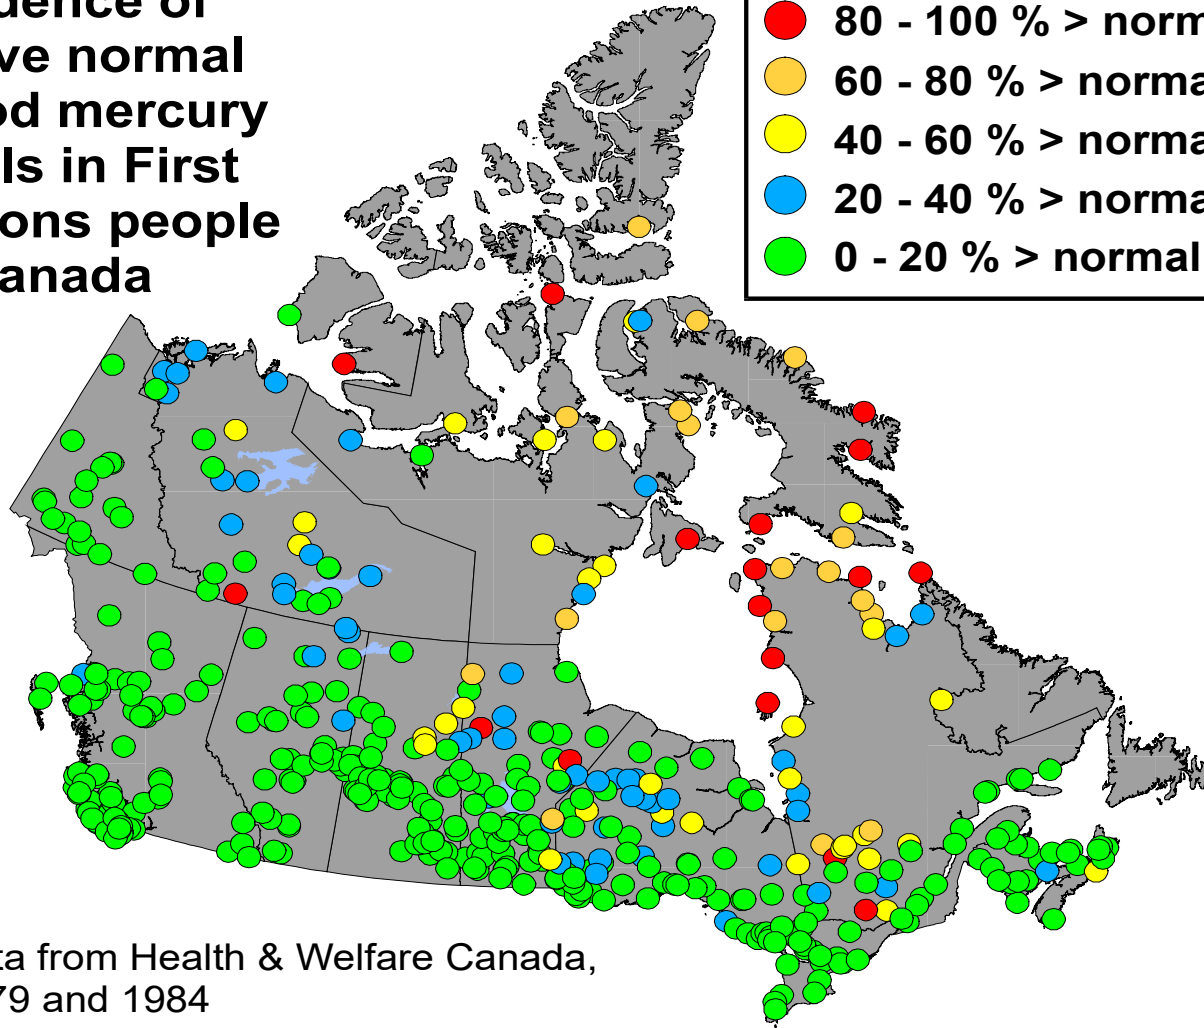 dence of
ve normal
od mercury
ls in First
ons people
anada
80 - 100 % > norm
60 - 80 % > norma
40 - 60 % > norma
20 - 40 % > norma
0 - 20 % > normal
ta from Health & Welfare Canada,
79 and 1984